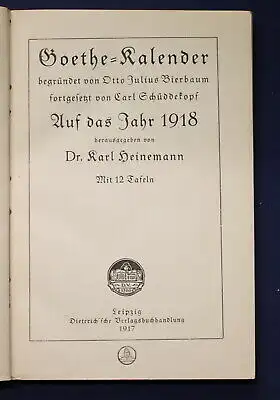 Goethe-Kalender
begründet von Otto Julius Bierbaum
fortgesetzt von Carl Schüddekopf
Auf das Jahr 1918
herausgegeben von
Dr. Karl Heinemann
Mit 12 Tafeln
Leipzig
Dieterich'sche Verlagsbuchhandlung
1917